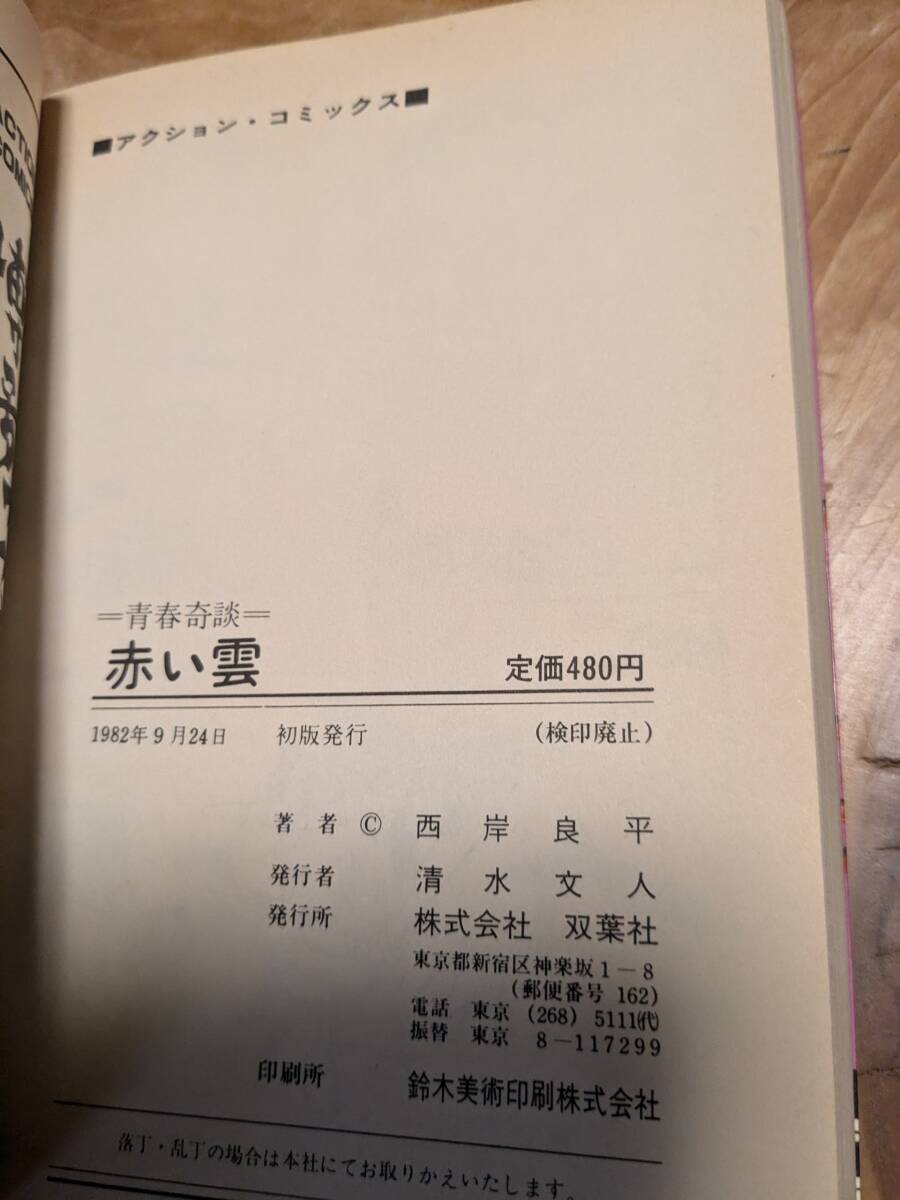 ■アクション・コミックス■
＝青春奇談＝
赤い雲　定価480円
1982年9月24日　初版発行　（検印廃止）
著者　©　西岸良平
発行者　清水文人
発行所　株式会社　双葉社
東京都新宿区神楽坂1－8
（郵便番号 162）
電話　東京（268）5111㈹
振替　東京　8－117299
印刷所　鈴木美術印刷株式会社
落丁・乱丁の場合は本社にてお取りかえいたします。